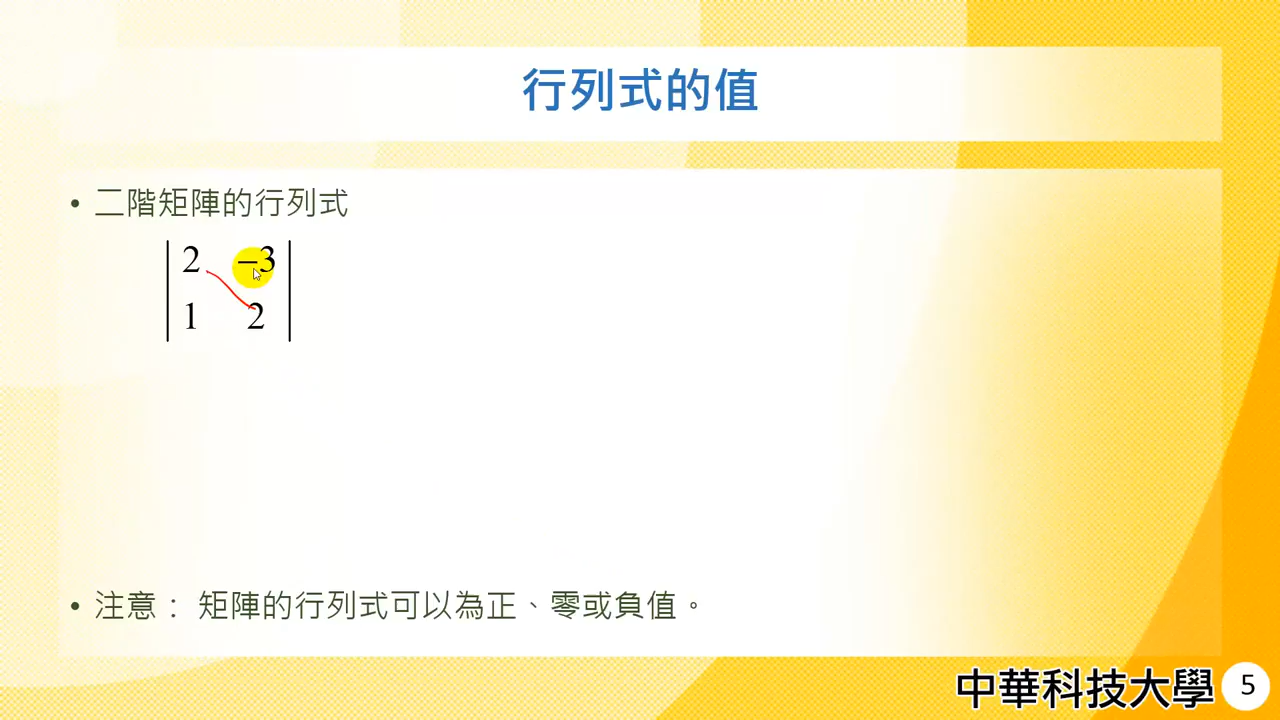 行列式的值
• 二階矩陣的行列式
2 −3
1 2
• 注意： 矩陣的行列式可以為正、零或負值。
中華科技大學 5